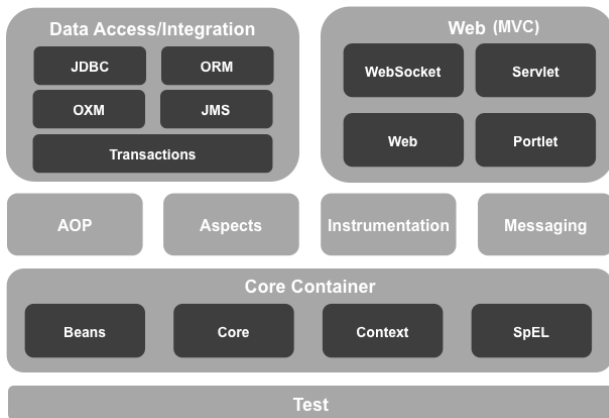 Data Access/Integration
JDBC
ORM
OXM
JMS
Transactions
Web (MVC)
WebSocket
Servlet
Web
Portlet
AOP
Aspects
Instrumentation
Messaging
Core Container
Beans
Core
Context
SpEL
Test